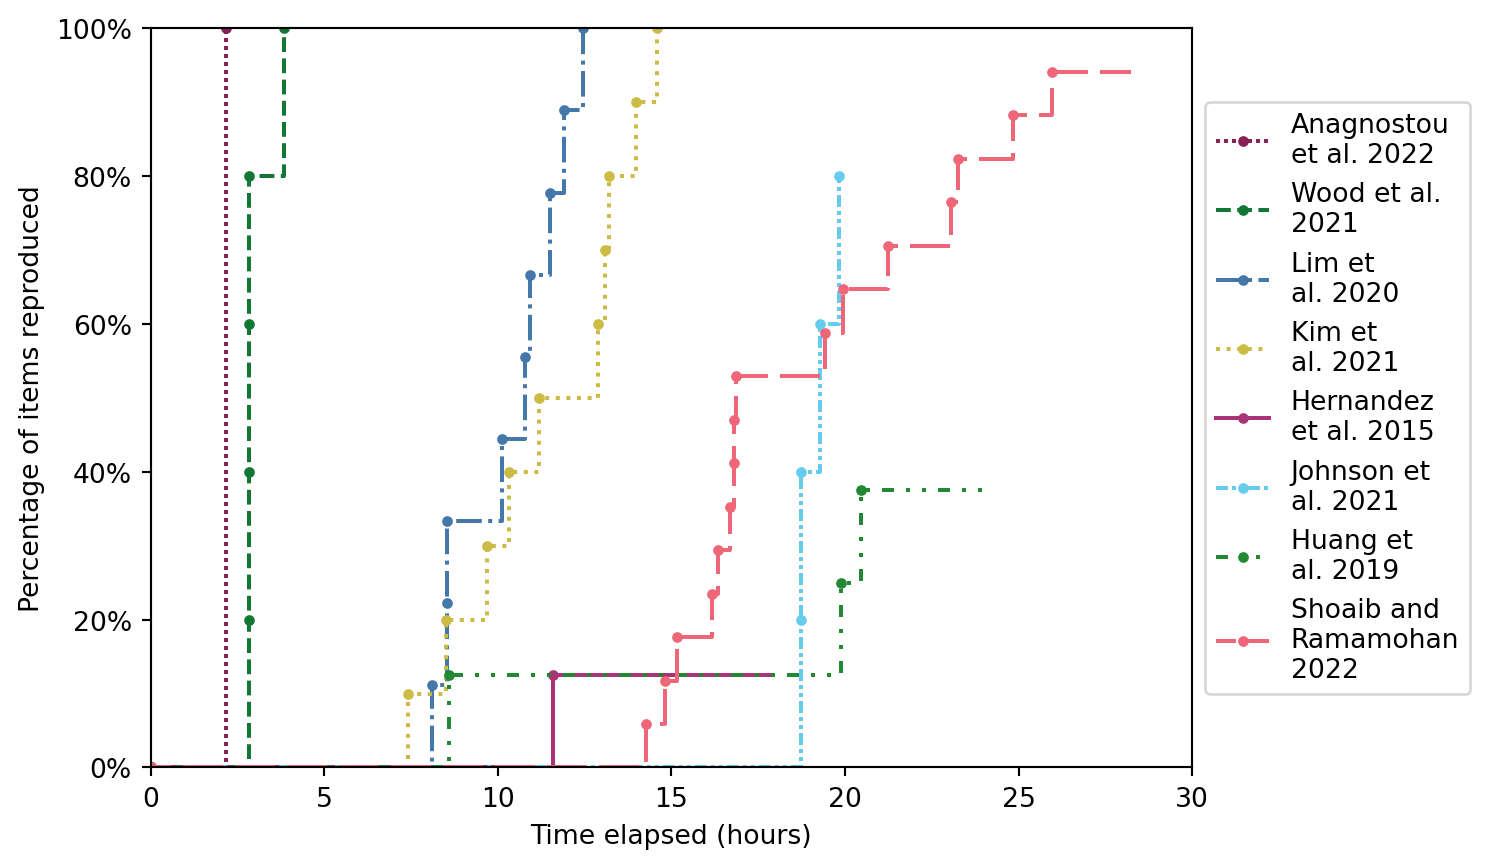 100%
80%
60%
40%
20%
0%
Percentage of items reproduced
0
5
10
15
20
25
30
Time elapsed (hours)
Anagnostou
et al. 2022
Wood et al.
2021
Lim et
al. 2020
Kim et
al. 2021
Hernandez
et al. 2015
Johnson et
al. 2021
Huang et
al. 2019
Shoaib and
Ramamohan
2022